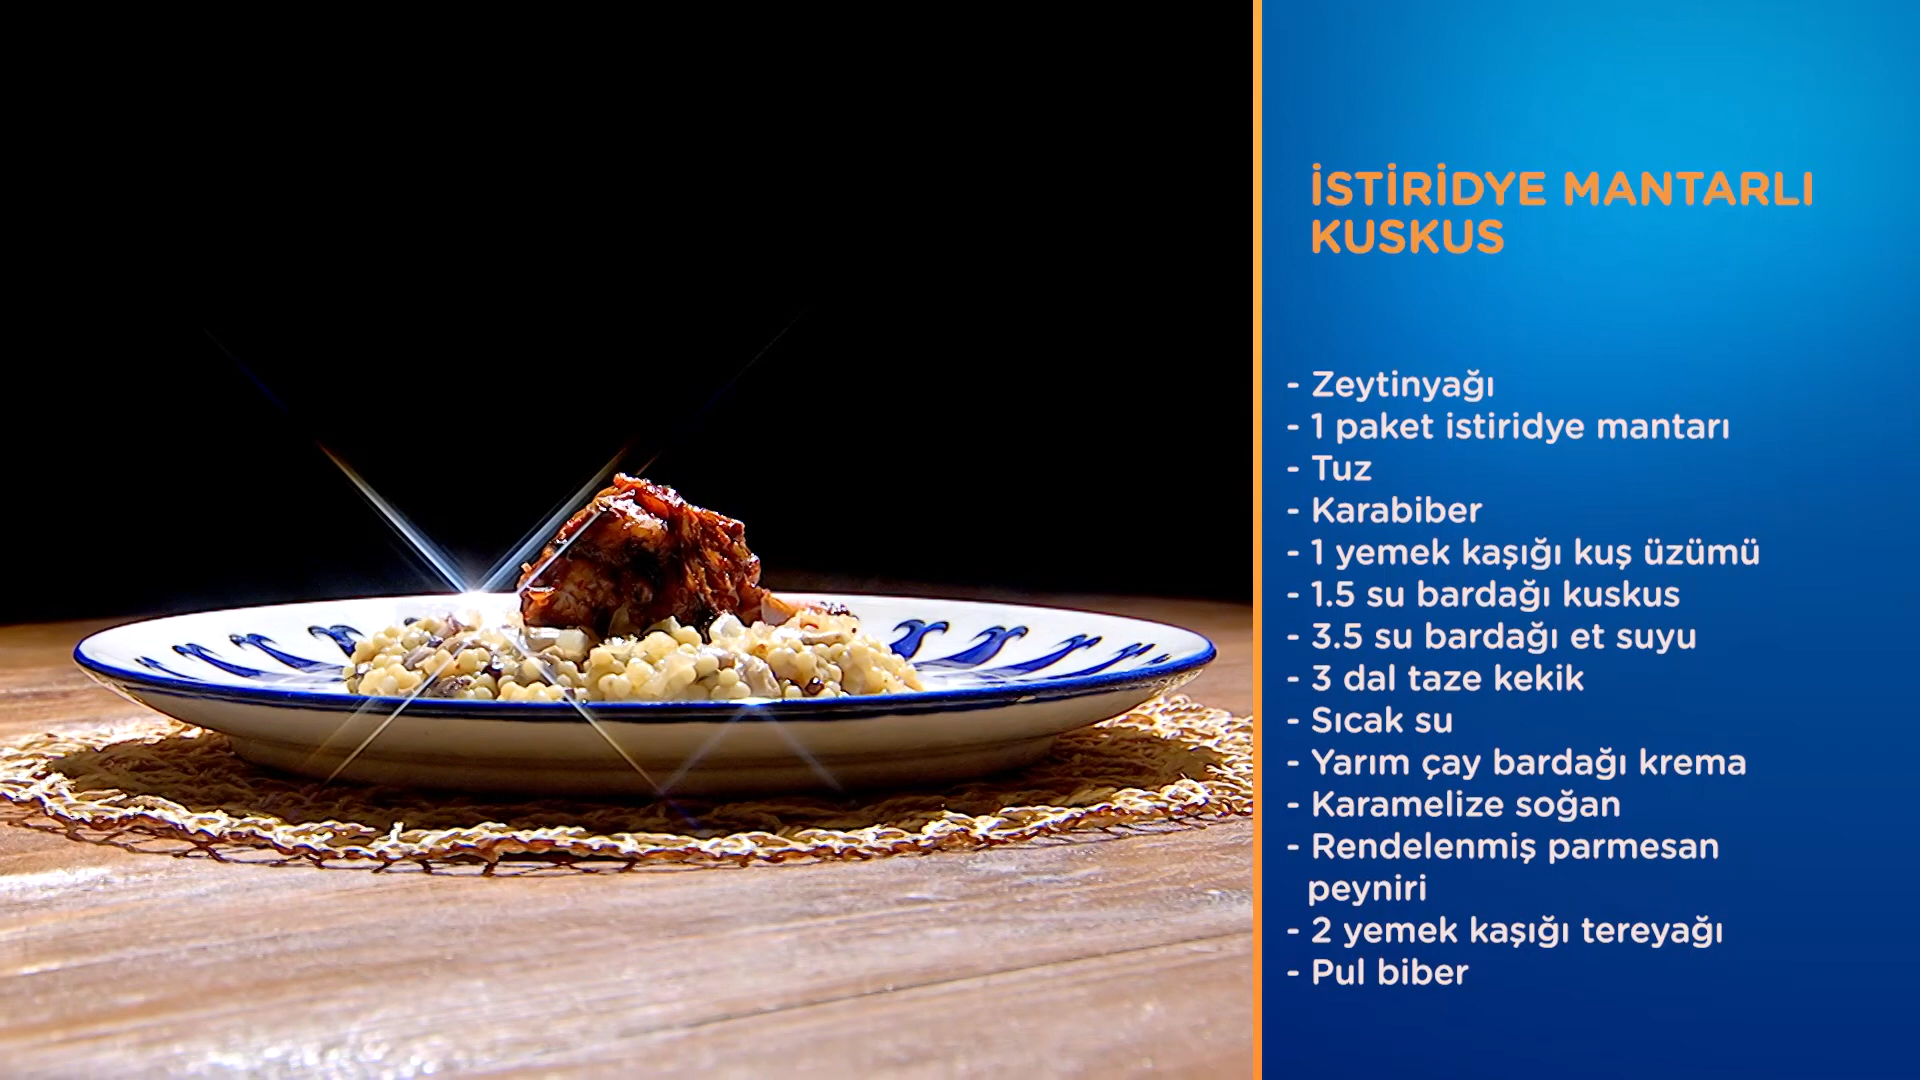 İSTİRİDYE MANTARLI
KUSKUS
- Zeytinyağı
- 1 paket istiridye mantarı
- Tuz
- Karabiber
- 1 yemek kaşığı kuş üzümü
- 1.5 su bardağı kuskus
- 3.5 su bardağı et suyu
- 3 dal taze kekik
- Sıcak su
- Yarım çay bardağı krema
- Karamelize soğan
- Rendelenmiş parmesan
peyniri
- 2 yemek kaşığı tereyağı
- Pul biber